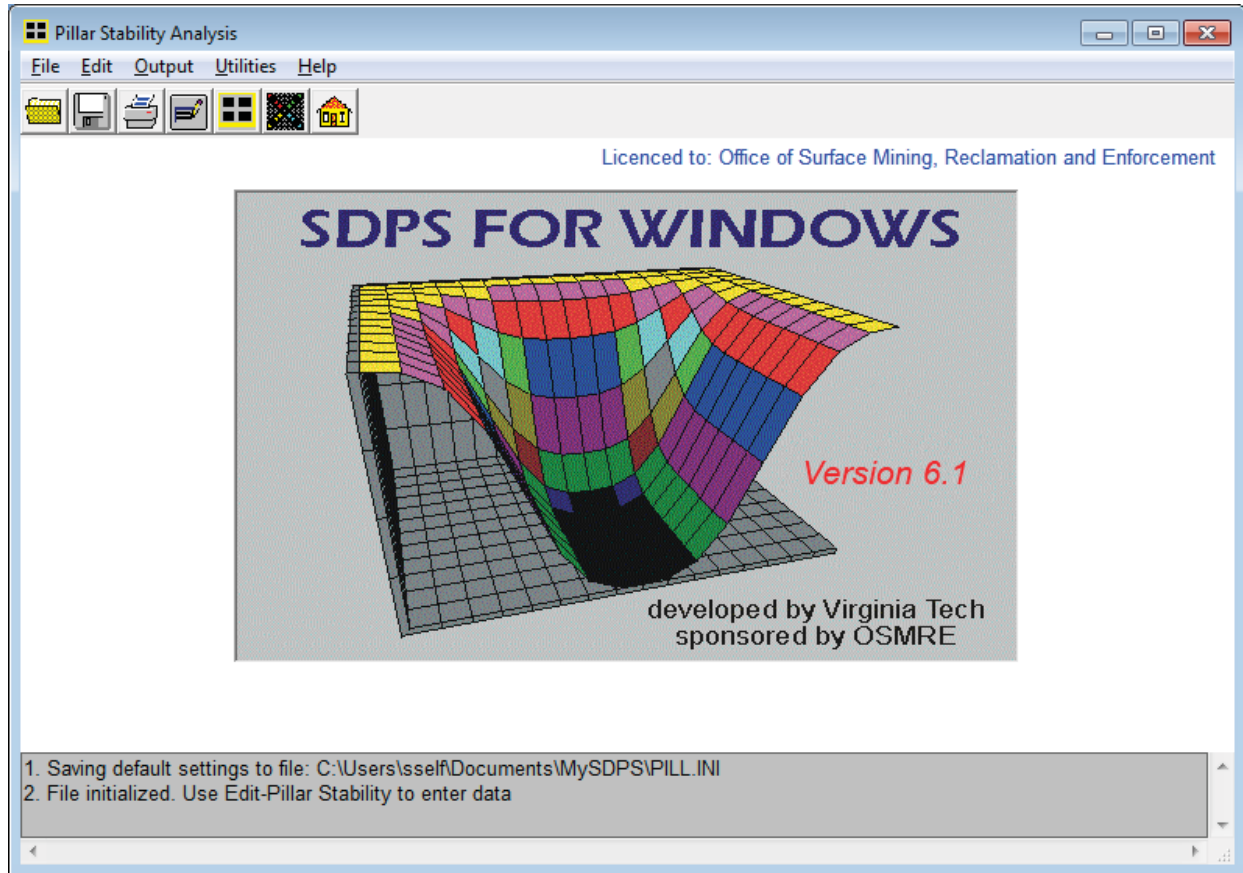 Pillar Stability Analysis
File Edit Output Utilities Help
OBI
Licenced to: Office of Surface Mining, Reclamation and Enforcement
SDPS FOR WINDOWS
Version 6.1
developed by Virginia Tech
sponsored by OSMRE
1. Saving default settings to file: C:\Users\sself\Documents\MySDPS\PILL.INI
2. File initialized. Use Edit-Pillar Stability to enter data